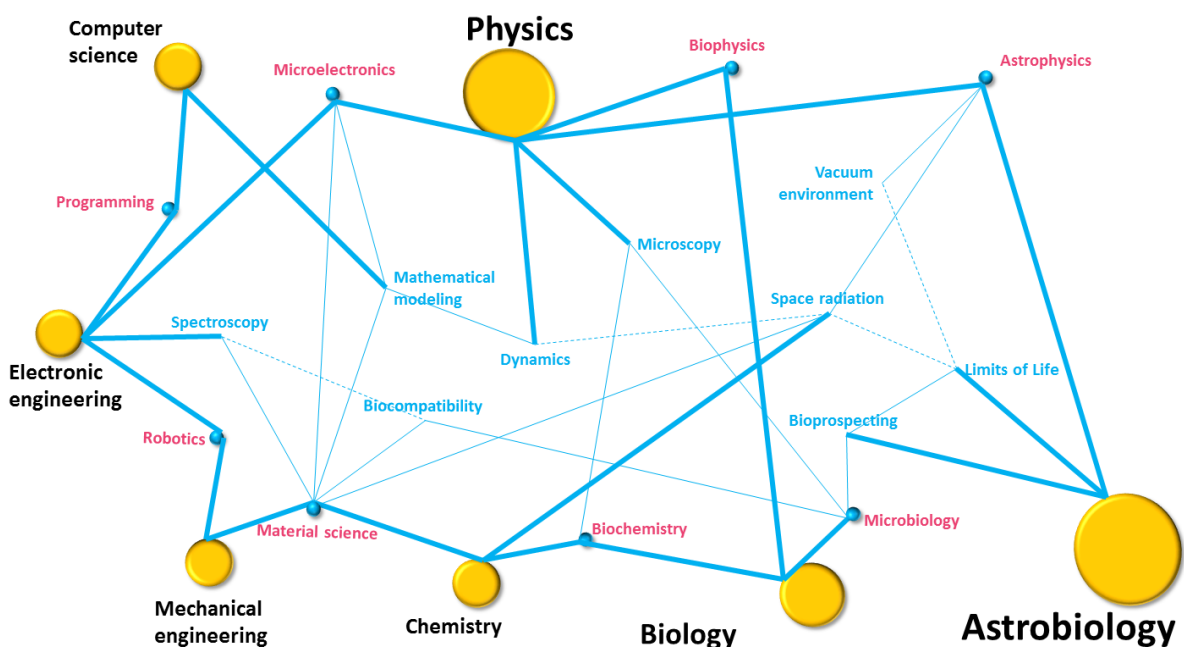 Computer
science
Physics
Biophysics
Microelectronics
Astrophysics
Vacuum
environment
Programming
Microscopy
Mathematical
modeling
Space radiation
Spectroscopy
Dynamics
Electronic
engineering
Limits of Life
Biocompatibility
Bioprospecting
Robotics
Material science
Biochemistry
Microbiology
Mechanical
engineering
Chemistry
Biology
Astrobiology